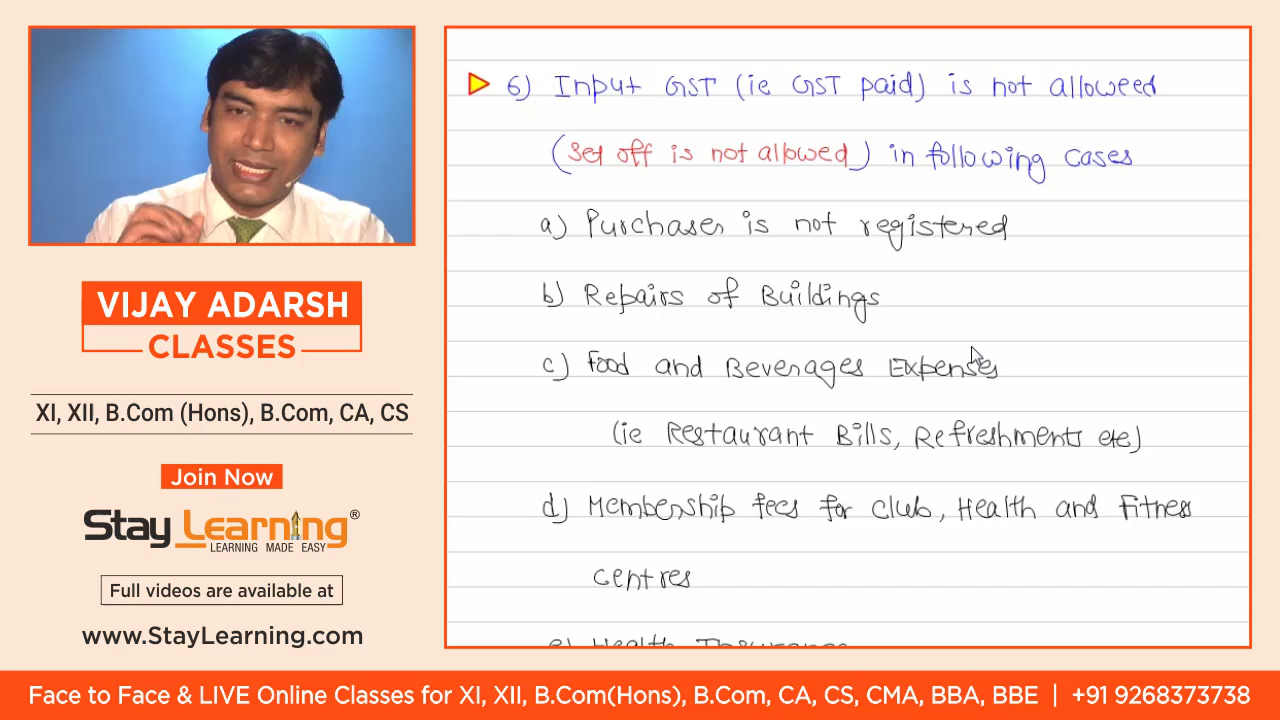 VIJAY ADARSH
CLASSES
XI, XII, B.Com (Hons), B.Com, CA, CS
Join Now
Stay Learning®
LEARNING MADE EASY
Full videos are available at
www.StayLearning.com
6) Input GST (ie GST paid) is not allowed
(Set off is not allowed) in following cases
a) Purchaser is not registered
b) Repairs of Buildings
c) Food and Beverages Expenses
(ie Restaurant Bills, Refreshments etc)
d) Membership fees for club, Health and Fitness
centres
e) Health Insurance
Face to Face & LIVE Online Classes for XI, XII, B.Com(Hons), B.Com, CA, CS, CMA, BBA, BBE | +91 9268373738